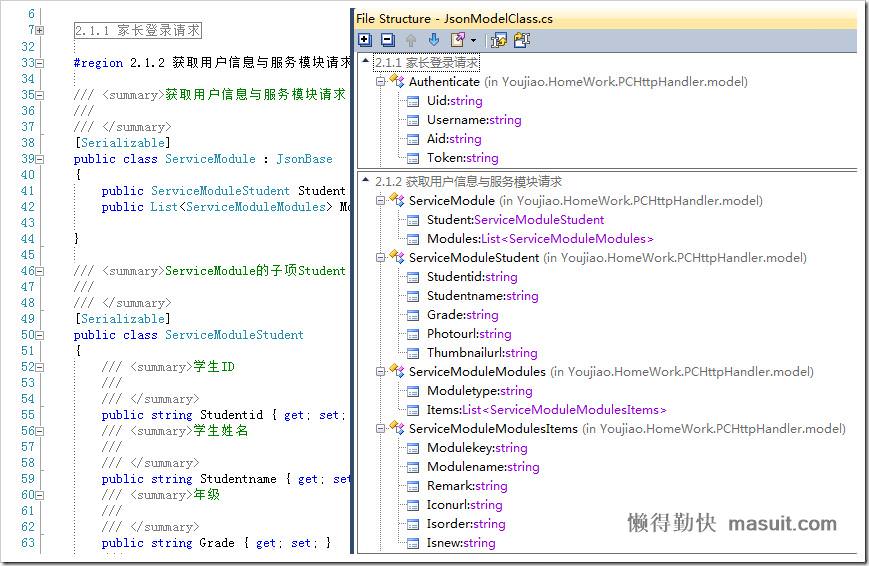 6
7 2.1.1 家长登录请求
32
33 #region 2.1.2 获取用户信息与服务模块请求
34
35 /// <summary>获取用户信息与服务模块请求
36 ///
37 /// </summary>
38 [Serializable]
39 public class ServiceModule : JsonBase
40 {
41 public ServiceModuleStudent Student
42 public List<ServiceModuleModules> Mo
43
44 }
45
46 /// <summary>ServiceModule的子项Student
47 ///
48 /// </summary>
49 [Serializable]
50 public class ServiceModuleStudent
51 {
52 /// <summary>学生ID
53 ///
54 /// </summary>
55 public string Studentid { get; set;
56 /// <summary>学生姓名
57 ///
58 /// </summary>
59 public string Studentname { get; set
60 /// <summary>年级
61 ///
62 /// </summary>
63 public string Grade { get; set; }
File Structure - JsonModelClass.cs
2.1.1 家长登录请求
Authenticate (in Youjiao.HomeWork.PCHttpHandler.model)
Uid:string
Username:string
Aid:string
Token:string
2.1.2 获取用户信息与服务模块请求
ServiceModule (in Youjiao.HomeWork.PCHttpHandler.model)
Student:ServiceModuleStudent
Modules:List<ServiceModuleModules>
ServiceModuleStudent (in Youjiao.HomeWork.PCHttpHandler.model)
Studentid:string
Studentname:string
Grade:string
Photourl:string
Thumbnailurl:string
ServiceModuleModules (in Youjiao.HomeWork.PCHttpHandler.model)
Moduletype:string
Items:List<ServiceModuleModulesItems>
ServiceModuleModulesItems (in Youjiao.HomeWork.PCHttpHandler.model)
Modulekey:string
Modulename:string
Remark:string
Iconurl:string
Isorder:string
Isnew:string
懒得勤快 masuit.com